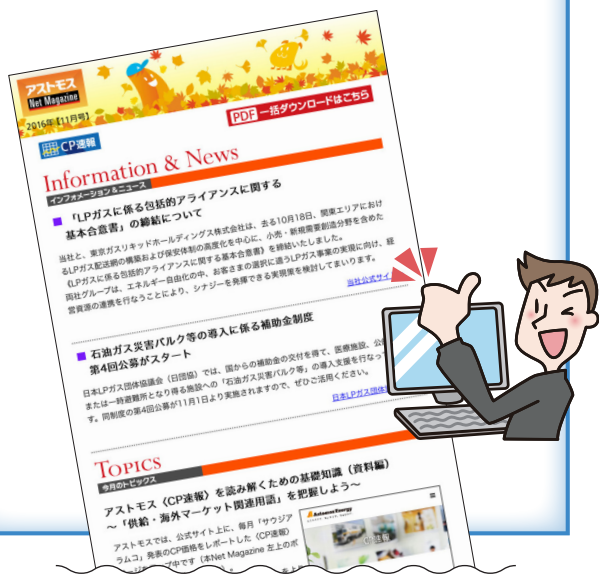 アストモス
Net Magazine
2016年【11月号】
PDF 一括ダウンロードはこちら
CP速報
Information & News
インフォメーション&ニュース
■ 「LPガスに係る包括的アライアンスに関する
基本合意書」の締結について
当社と、東京ガスリキッドホールディングス株式会社は、去る10月18日、関東エリアにおけ
るLPガス配送網の構築および保安体制の高度化を中心に、小売・新規需要創造分野を含めた
《LPガスに係る包括的アライアンスに関する基本合意書》を締結いたしました。
両社グループは、エネルギー自由化の中、お客さまの選択に適うLPガス事業の実現に向け、経
営資源の連携を行なうことにより、シナジーを発揮できる実現策を検討してまいります。
当社公式サイ
■ 石油ガス災害バルク等の導入に係る補助金制度
第4回公募がスタート
日本LPガス団体協議会（日団協）では、国からの補助金の交付を得て、医療施設、公
または一時避難所となり得る施設への「石油ガス災害バルク等」の導入支援を行なっ
す。同制度の第4回公募が11月1日より実施されますので、ぜひご活用ください。
日本LPガス団体
Topics
今月のトピックス
アストモス〈CP速報〉を読み解くための基礎知識（資料編）
～「供給・海外マーケット関連用語」を把握しよう～
アストモスでは、公式サイト上に、毎月「サウジア
ラムコ」発表のCP価格をレポートした〈CP速報〉
プ中です（本Net Magazine 左上のボ
Astomos Energy